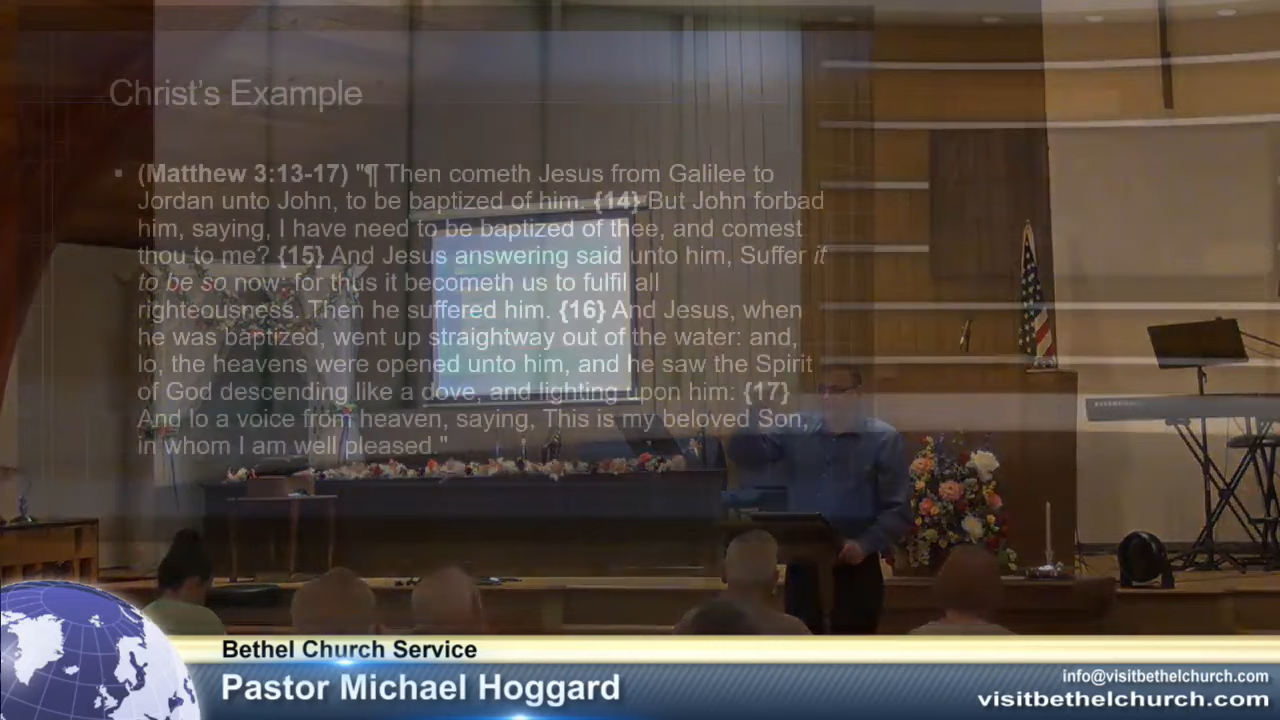 Christ's Example
▪ (Matthew 3:13-17) "¶ Then cometh Jesus from Galilee to
Jordan unto John, to be baptized of him. {14} But John forbad
him, saying, I have need to be baptized of thee, and comest
thou to me? {15} And Jesus answering said unto him, Suffer it
to be so now: for thus it becometh us to fulfil all
righteousness. Then he suffered him. {16} And Jesus, when
he was baptized, went up straightway out of the water: and,
lo, the heavens were opened unto him, and he saw the Spirit
of God descending like a dove, and lighting upon him: {17}
And lo a voice from heaven, saying, This is my beloved Son,
in whom I am well pleased."
Bethel Church Service
Pastor Michael Hoggard
info@visitbethelchurch.com
visitbethelchurch.com